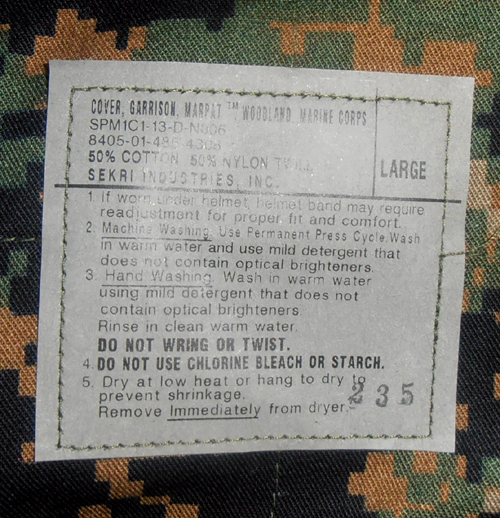 COVER, GARRISON, MARPAT ™, WOODLAND, MARINE CORPS
SPM1C1-13-D-N
8405-01-485-
50% COTTON 50% NYLON TWILL
SEKRI INDUSTRIES, INC.
LARGE
1. If worn under helmet, helmet band may require
readjustment for proper fit and comfort.
2. Machine Washing. Use Permanent Press Cycle. Wash
in warm water and use mild detergent that
does not contain optical brighteners.
3. Hand Washing. Wash in warm water
using mild detergent that does not
contain optical brighteners
Rinse in clean warm water.
DO NOT WRING OR TWIST.
4. DO NOT USE CHLORINE BLEACH OR STARCH.
5. Dry at low heat or hang to dry to
prevent shrinkage.
Remove Immediately from dryer.
235